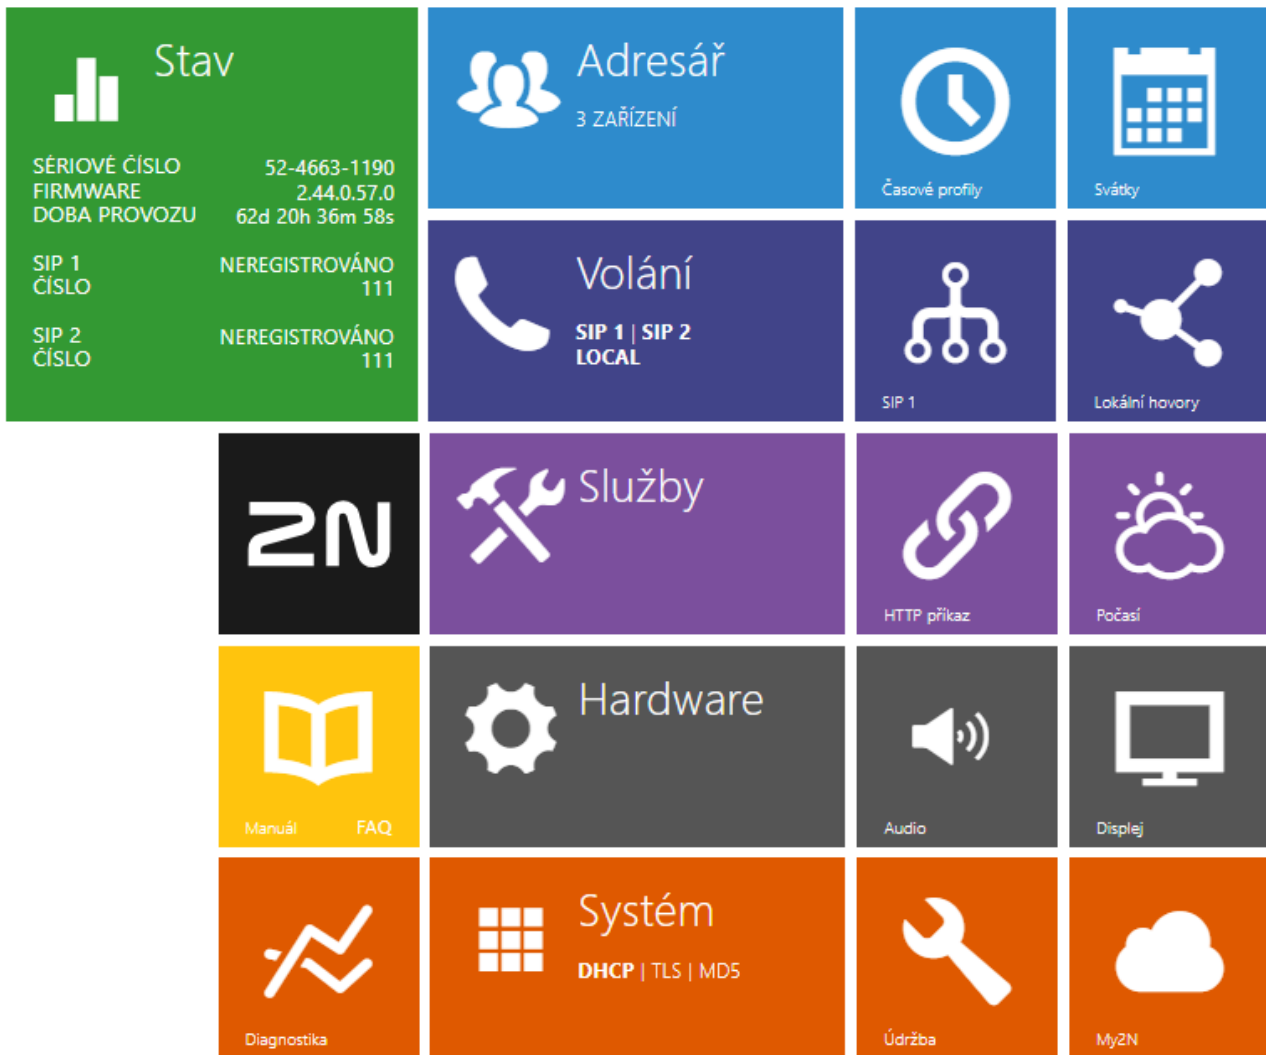 Stav
SÉRIOVÉ ČÍSLO 52-4663-1190
FIRMWARE 2.44.0.57.0
DOBA PROVOZU 62d 20h 36m 58s
SIP 1 NEREGISTROVÁNO
ČÍSLO 111
SIP 2 NEREGISTROVÁNO
ČÍSLO 111
Adresář
3 ZAŘÍZENÍ
Časové profily
Svátky
Volání
SIP 1 | SIP 2
LOCAL
SIP 1
Lokální hovory
2N
Služby
HTTP příkaz
Počasí
Manuál FAQ
Hardware
Audio
Displej
Diagnostika
Systém
DHCP | TLS | MD5
Údržba
My2N